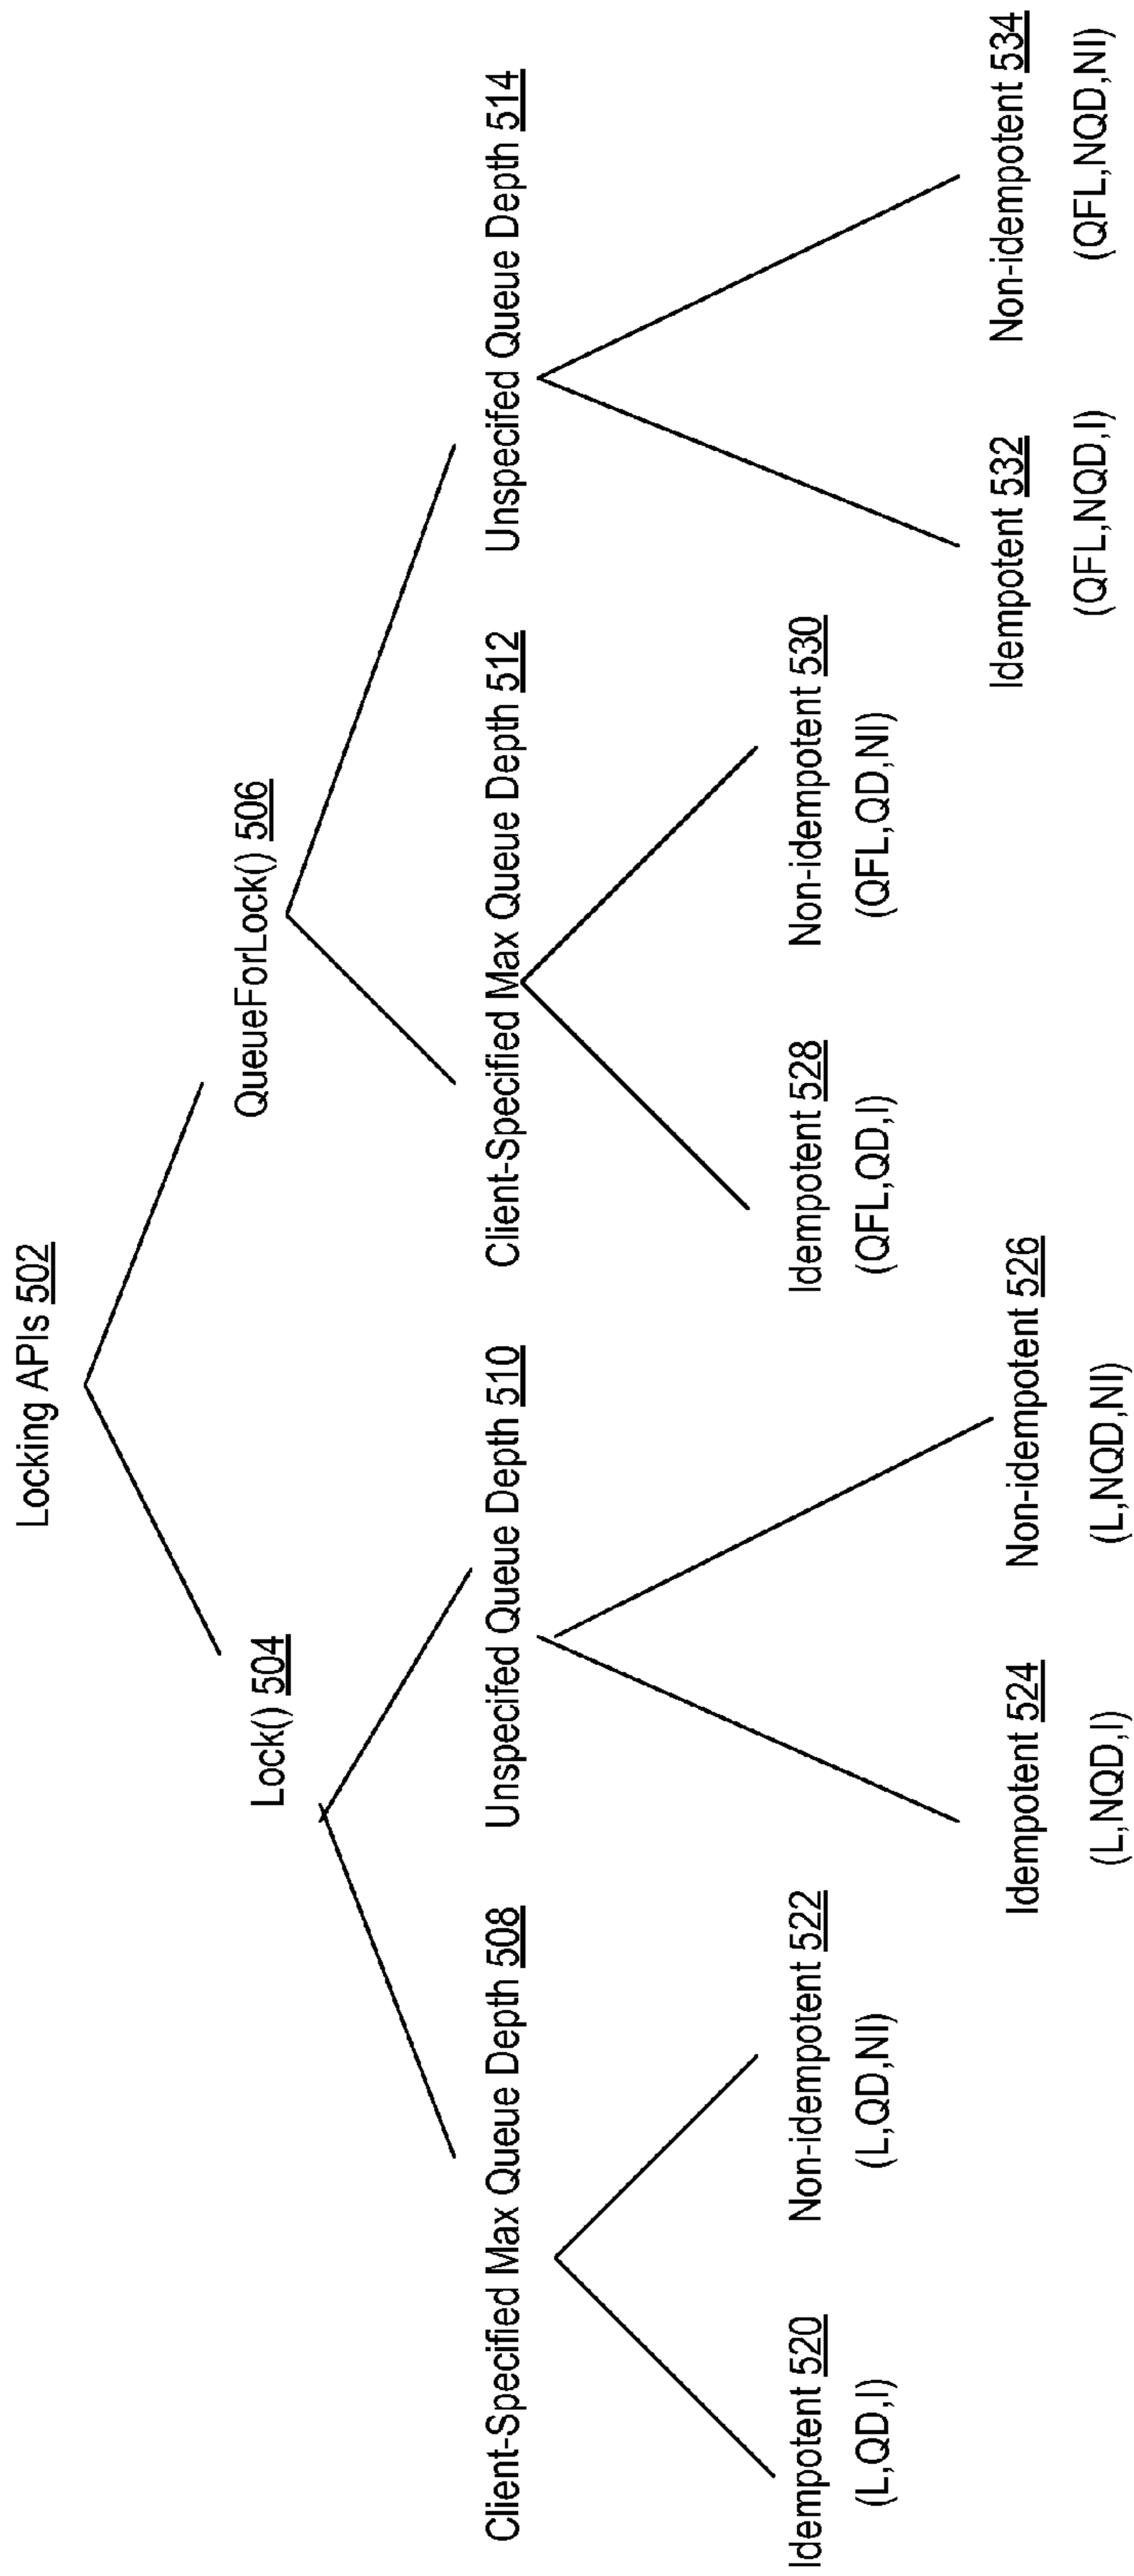 Locking APIs 502
Lock() 504
QueueForLock() 506
Client-Specified Max Queue Depth 508
Unspecifed Queue Depth 510
Client-Specified Max Queue Depth 512
Unspecifed Queue Depth 514
Idempotent 520
(L,QD,I)
Non-idempotent 522
(L,QD,NI)
Idempotent 524
(L,NQD,I)
Non-idempotent 526
(L,NQD,NI)
Idempotent 528
(QFL,QD,I)
Non-idempotent 530
(QFL,QD,NI)
Idempotent 532
(QFL,NQD,I)
Non-idempotent 534
(QFL,NQD,NI)